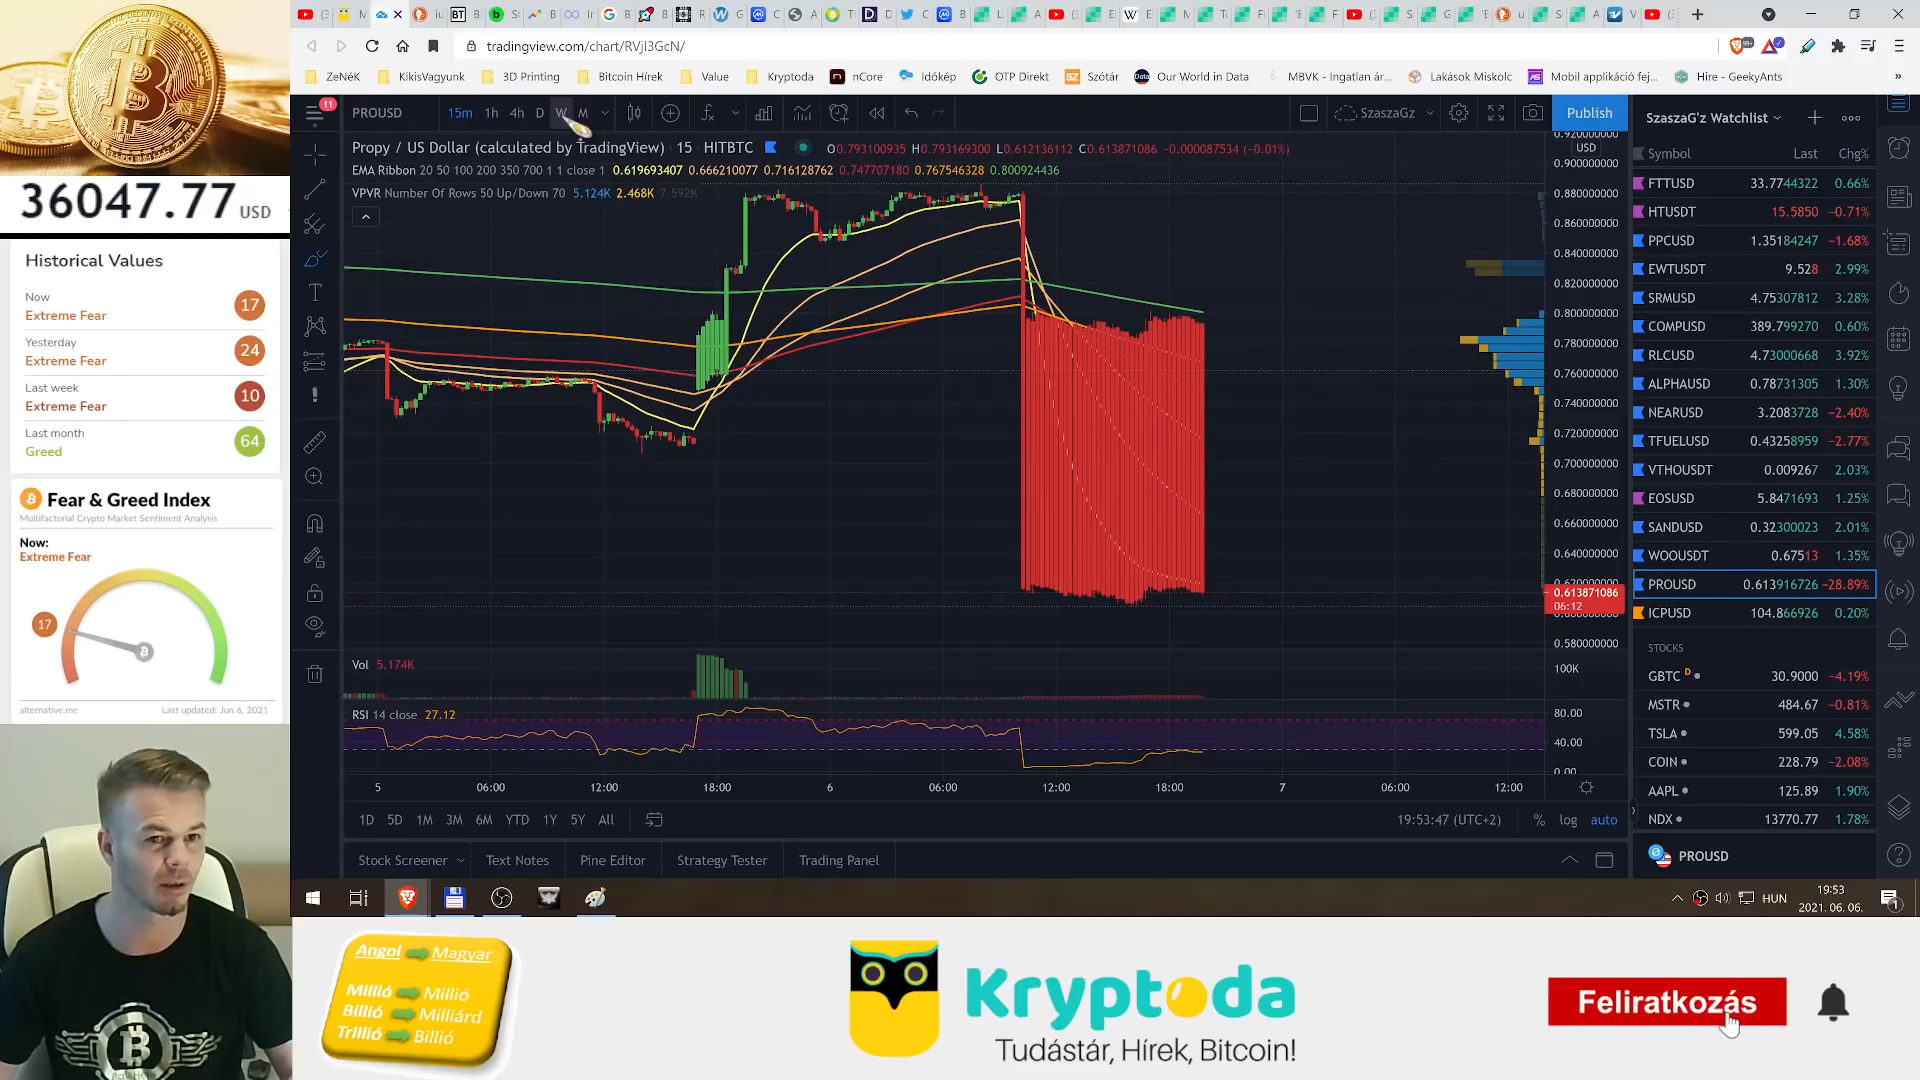 36047.77 USD
Historical Values
Now
Extreme Fear
17
Yesterday
Extreme Fear
24
Last week
Extreme Fear
10
Last month
Greed
64
Fear & Greed Index
Multifactorial Crypto Market Sentiment Analysis
Now:
Extreme Fear
17
alternative.me
Last updated: Jun 6, 2021
tradingview.com/chart/RVjI3GcN/
ZeNéK
KikisVagyunk
3D Printing
Bitcoin Hírek
Value
Kryptoda
nCore
Időkép
OTP Direkt
Szótár
Our World in Data
MBVK - Ingatlan ár...
Lakások Miskolc
Mobil applikáció fej...
Hire - GeekyAnts
11
PROUSD
15m 1h 4h D W M
SzaszaGz
Publish
Propy / US Dollar (calculated by TradingView) · 15 · HITBTC
O0.793100935 H0.793169300 L0.612136112 C0.613871086 -0.000087534 (-0.01%)
EMA Ribbon 20 50 100 200 350 700 1 1 close 1 0.619693407 0.666210077 0.716128762 0.747707180 0.767546328 0.800924436
VPVR Number Of Rows 50 Up/Down 70 5.124K 2.468K 7.592K
USD
0.920000000
0.900000000
0.880000000
0.860000000
0.840000000
0.820000000
0.800000000
0.780000000
0.760000000
0.740000000
0.720000000
0.700000000
0.680000000
0.660000000
0.640000000
0.620000000
0.613871086
06:12
0.580000000
Vol 5.174K
100K
RSI 14 close 27.12
80.00
40.00
0.00
5 06:00 12:00 18:00 6 06:00 12:00 18:00 7 06:00 12:00
1D 5D 1M 3M 6M YTD 1Y 5Y All
19:53:47 (UTC+2)
% log auto
Stock Screener
Text Notes
Pine Editor
Strategy Tester
Trading Panel
SzaszaG'z Watchlist
Symbol Last Chg%
FTTUSD 33.7744322 0.66%
HTUSDT 15.5850 -0.71%
PPCUSD 1.35184247 -1.68%
EWTUSDT 9.528 2.99%
SRMUSD 4.75307812 3.28%
COMPUSD 389.799270 0.60%
RLCUSD 4.73000668 3.92%
ALPHAUSD 0.78731305 1.30%
NEARUSD 3.2083728 -2.40%
TFUELUSD 0.43258959 -2.77%
VTHOUSDT 0.009267 2.03%
EOSUSD 5.8471693 1.25%
SANDUSD 0.32300023 2.01%
WOOUSDT 0.67513 1.35%
PROUSD 0.613916726 -28.89%
ICPUSD 104.866926 0.20%
STOCKS
GBTC D 30.9000 -4.19%
MSTR 484.67 -0.81%
TSLA 599.05 4.58%
COIN 228.79 -2.08%
AAPL 125.89 1.90%
NDX 13770.77 1.78%
PROUSD
HUN
19:53
2021. 06. 06.
Angol Magyar
Millió Millió
Billió Milliárd
Trillió Billió
Kryptoda
Tudástár, Hírek, Bitcoin!
Feliratkozás